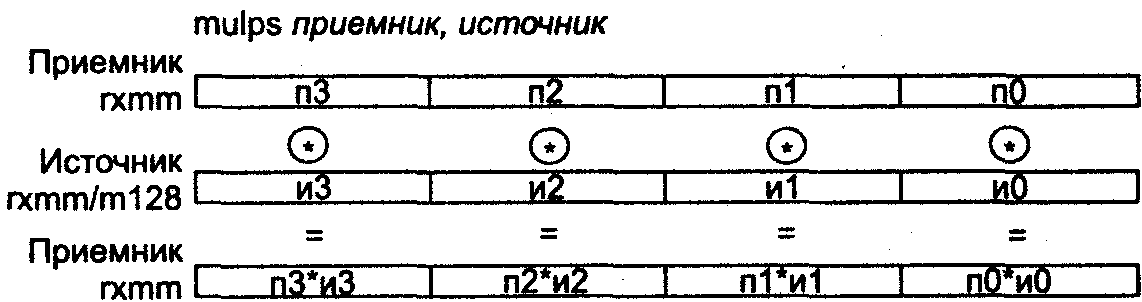 mulps приемник, источник
Приемник
rxmm п3 п2 п1 п0
* * * *
Источник
rxmm/m128 и3 и2 и1 и0
= = = =
Приемник
rxmm п3*и3 п2*и2 п1*и1 п0*и0